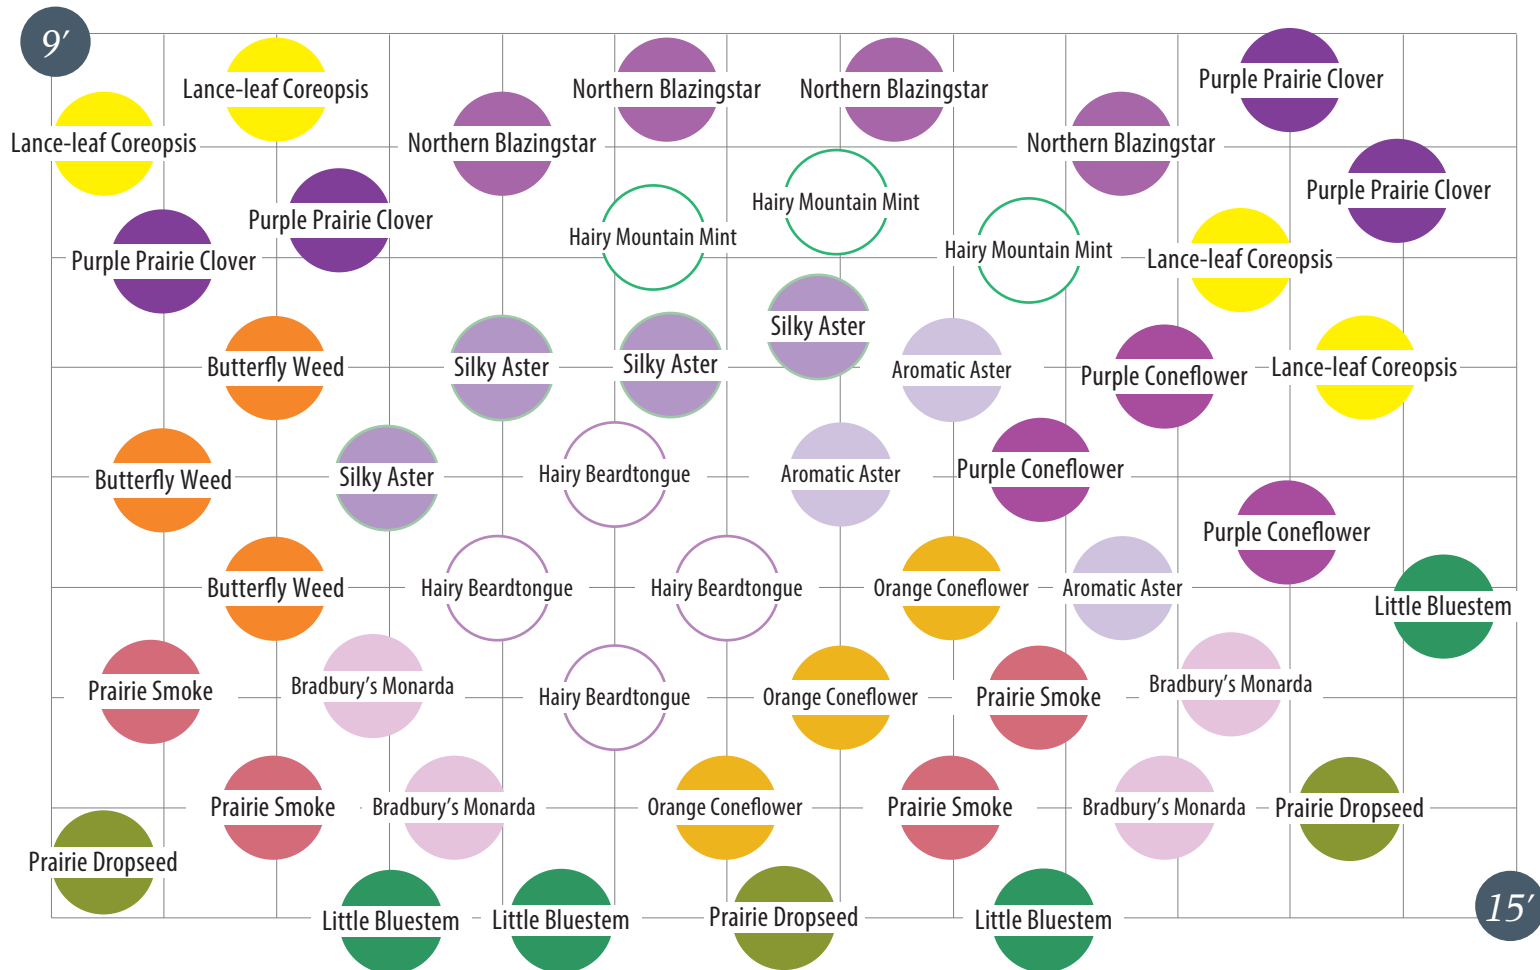 9′
Lance-leaf Coreopsis
Northern Blazingstar
Northern Blazingstar
Purple Prairie Clover
Lance-leaf Coreopsis
Northern Blazingstar
Northern Blazingstar
Purple Prairie Clover
Hairy Mountain Mint
Purple Prairie Clover
Hairy Mountain Mint
Hairy Mountain Mint
Purple Prairie Clover
Lance-leaf Coreopsis
Silky Aster
Butterfly Weed
Silky Aster
Silky Aster
Aromatic Aster
Purple Coneflower
Lance-leaf Coreopsis
Butterfly Weed
Silky Aster
Hairy Beardtongue
Aromatic Aster
Purple Coneflower
Purple Coneflower
Butterfly Weed
Hairy Beardtongue
Hairy Beardtongue
Orange Coneflower
Aromatic Aster
Little Bluestem
Prairie Smoke
Bradbury’s Monarda
Hairy Beardtongue
Orange Coneflower
Prairie Smoke
Bradbury’s Monarda
Prairie Smoke
Bradbury’s Monarda
Orange Coneflower
Prairie Smoke
Bradbury’s Monarda
Prairie Dropseed
Prairie Dropseed
Little Bluestem
Little Bluestem
Prairie Dropseed
Little Bluestem
15′